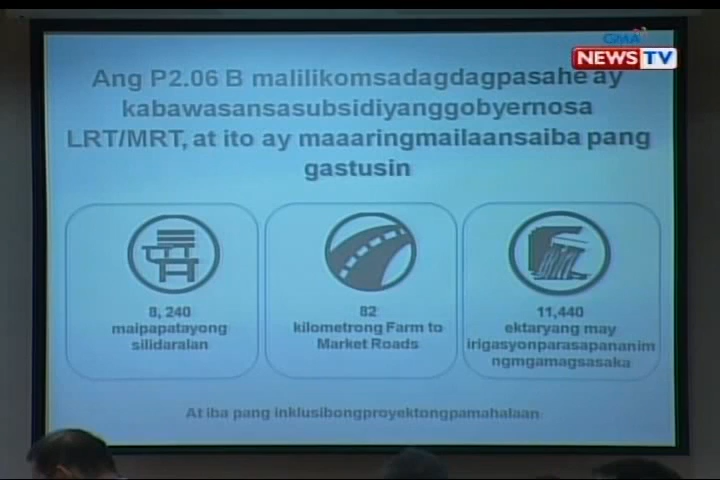 GMA
NEWS TV
Ang P2.06 B malilikomsadagdagpasahe ay
kabawasansasubsidiyanggobyernosa
LRT/MRT, at ito ay maaaringmailaansaiba pang
gastusin
8, 240
maipapatayong
silidaralan
82
kilometrong Farm to
Market Roads
11,440
ektaryang may
irigasyonparasapananim
ngmgamagsasaka
At iba pang inklusibongproyektongpamahalaan